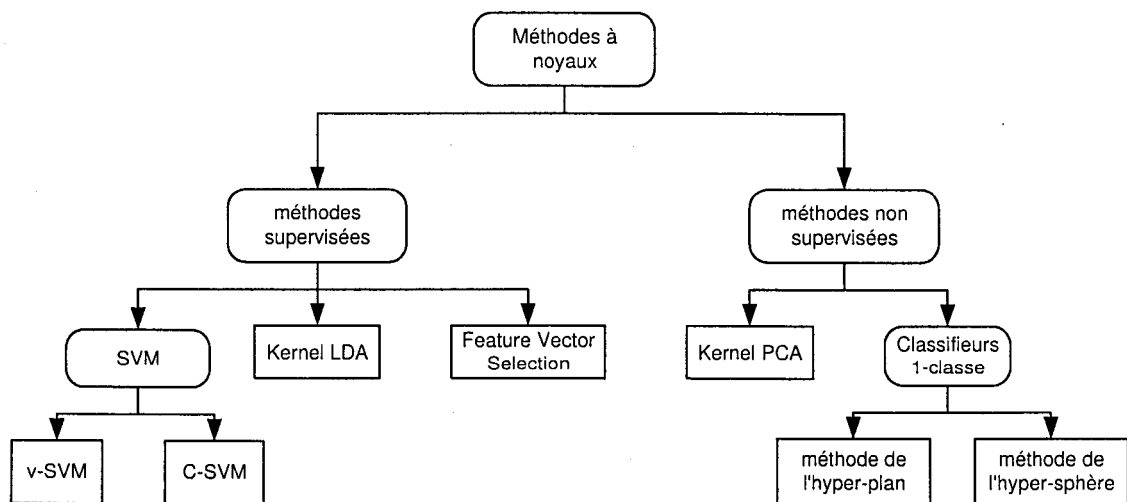 Méthodes à
noyaux
méthodes
supervisées
méthodes non
supervisées
SVM
Kernel LDA
Feature Vector
Selection
Kernel PCA
Classifieurs
1-classe
v-SVM
C-SVM
méthode de
l'hyper-plan
méthode de
l'hyper-sphère